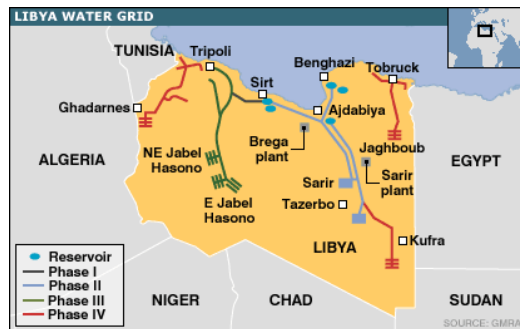 LIBYA WATER GRID
TUNISIA
Tripoli
Benghazi
Sirt
Tobruck
Ghadarnes
Ajdabiya
ALGERIA
NE Jabel
Hasono
Brega
plant
Jaghboub
EGYPT
Sarir
Sarir
plant
E Jabel
Hasono
Tazerbo
LIBYA
Kufra
Reservoir
Phase I
Phase II
Phase III
Phase IV
NIGER
CHAD
SUDAN
SOURCE: GMRA